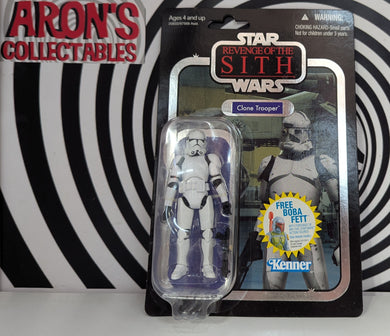 ARON'S
COLLECTABLES
Ages 4 and up
WARNING:
CHOKING HAZARD-Small parts.
Not for children under 3 years.
STAR
REVENGE OF THE
SITH
WARS
Clone Trooper
FREE
BOBA
FETT
Kenner